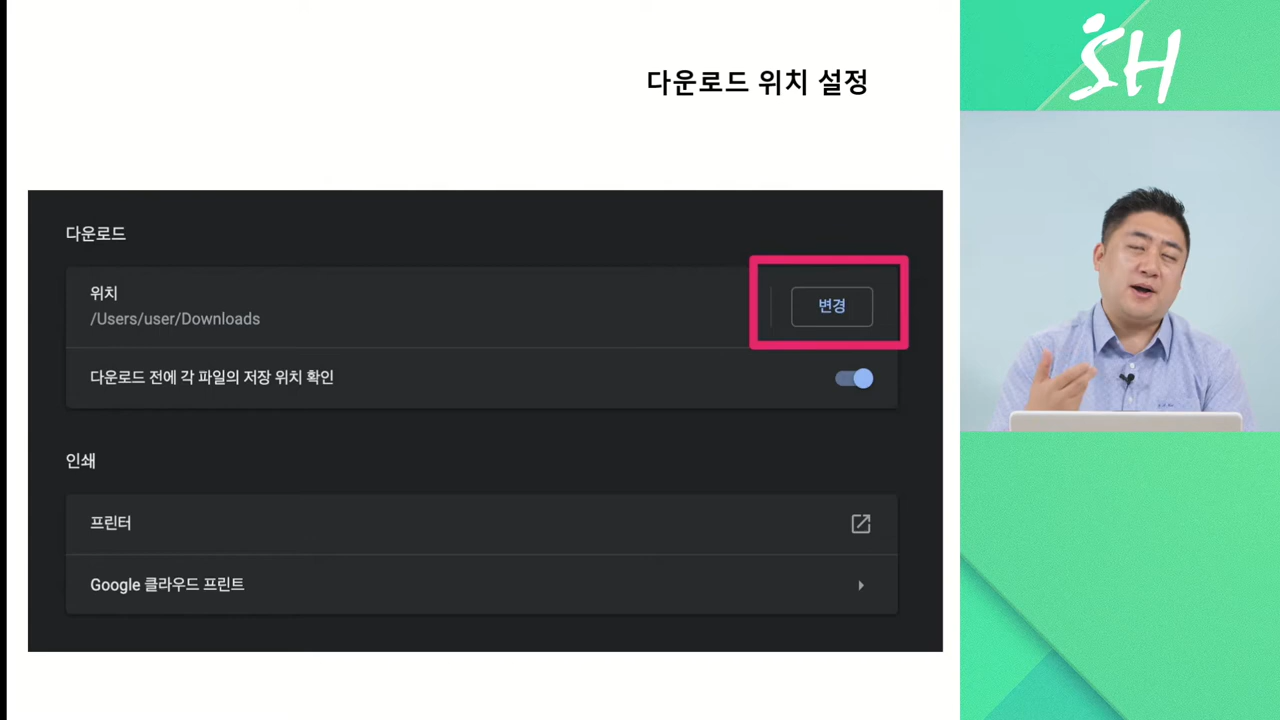 다운로드 위치 설정
SH
다운로드
위치
/Users/user/Downloads
변경
다운로드 전에 각 파일의 저장 위치 확인
인쇄
프린터
Google 클라우드 프린트